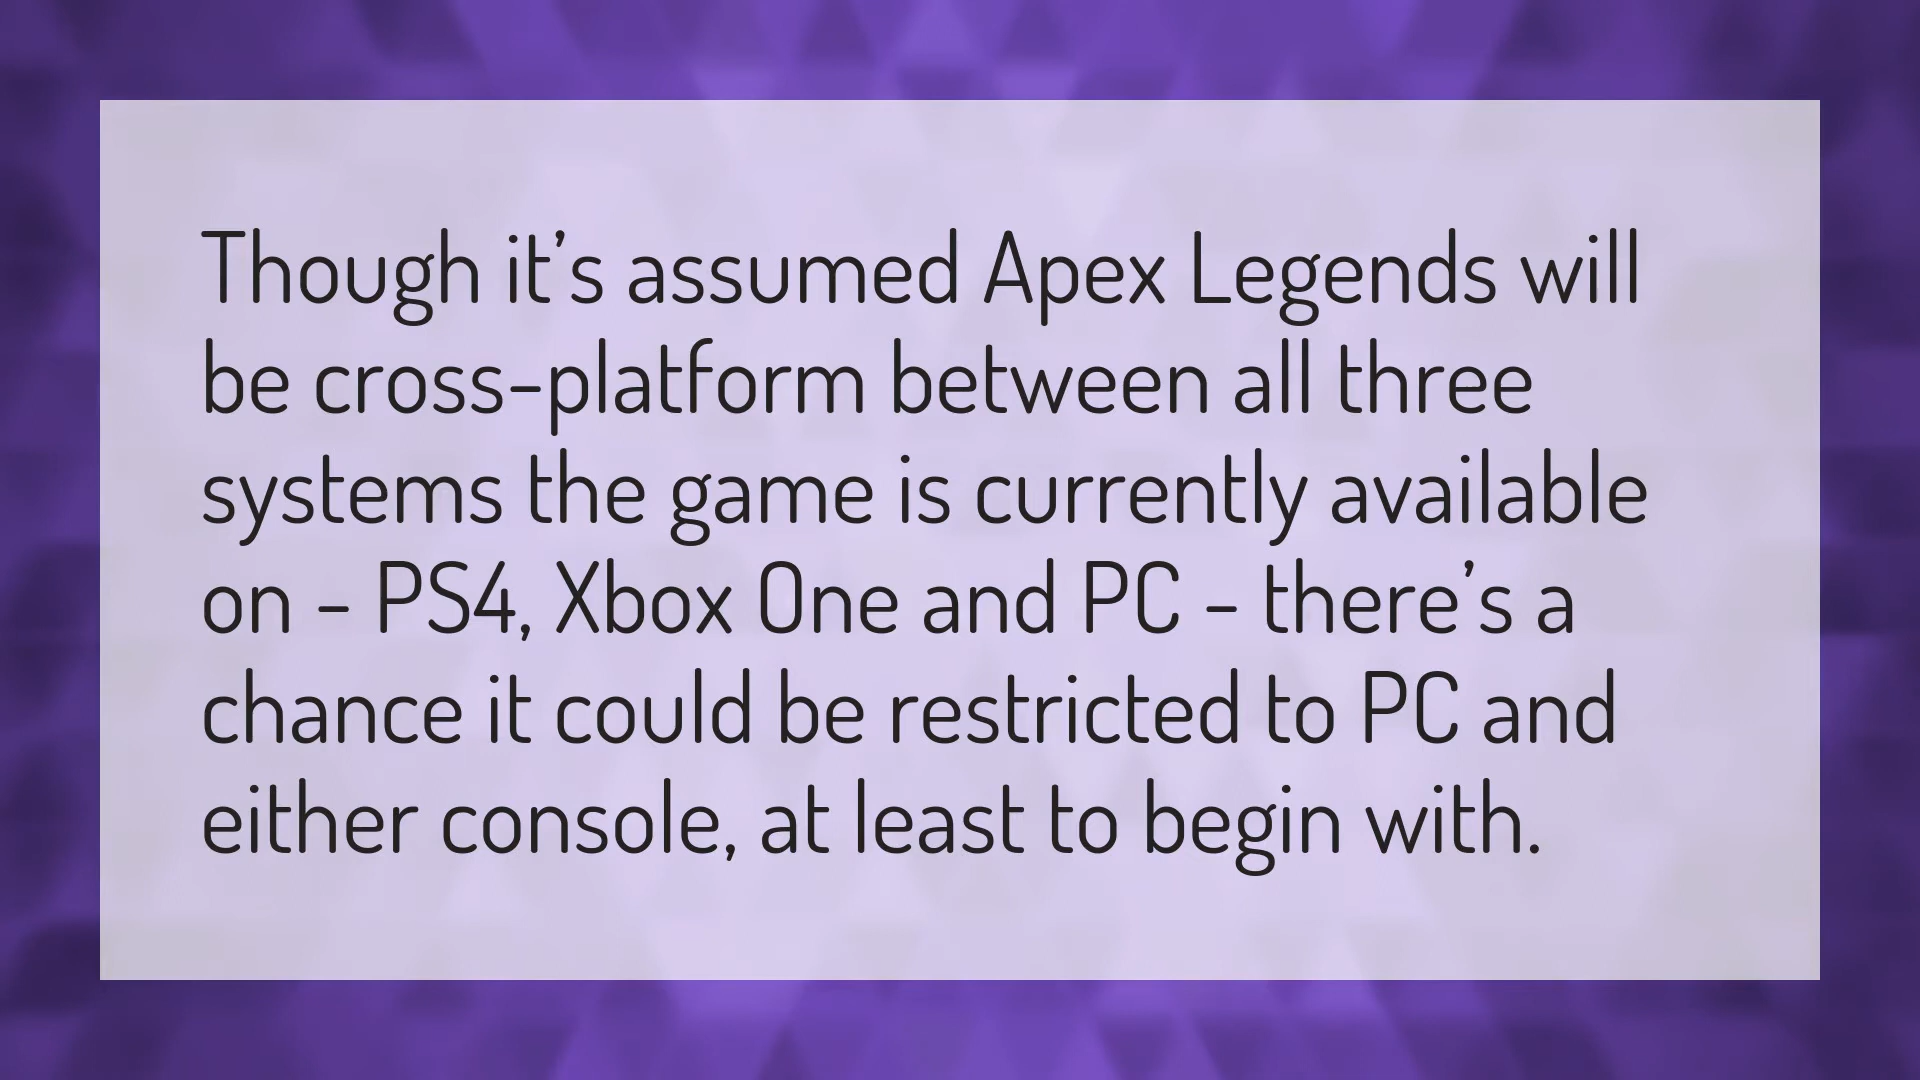 Though it's assumed Apex Legends will
be cross-platform between all three
systems the game is currently available
on - PS4, Xbox One and PC - there's a
chance it could be restricted to PC and
either console, at least to begin with.